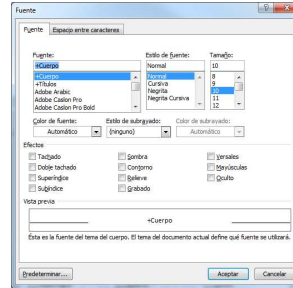 Fuente
Fuente Espacio entre caracteres
Fuente: Estilo de fuente: Tamaño:
+Cuerpo Normal 10
+Cuerpo Normal 8
+Títulos Cursiva 9
Adobe Arabic Negrita 10
Adobe Caslon Pro Negrita Cursiva 11
Adobe Caslon Pro Bold 12
Color de fuente: Estilo de subrayado: Color de subrayado:
Automático (ninguno) Automático
Efectos
Tachado Sombra Versales
Doble tachado Contorno Mayúsculas
Superíndice Relieve Oculto
Subíndice Grabado
Vista previa
+Cuerpo
Ésta es la fuente del tema del cuerpo. El tema del documento actual define qué fuente se utilizará.
Predeterminar... Aceptar Cancelar